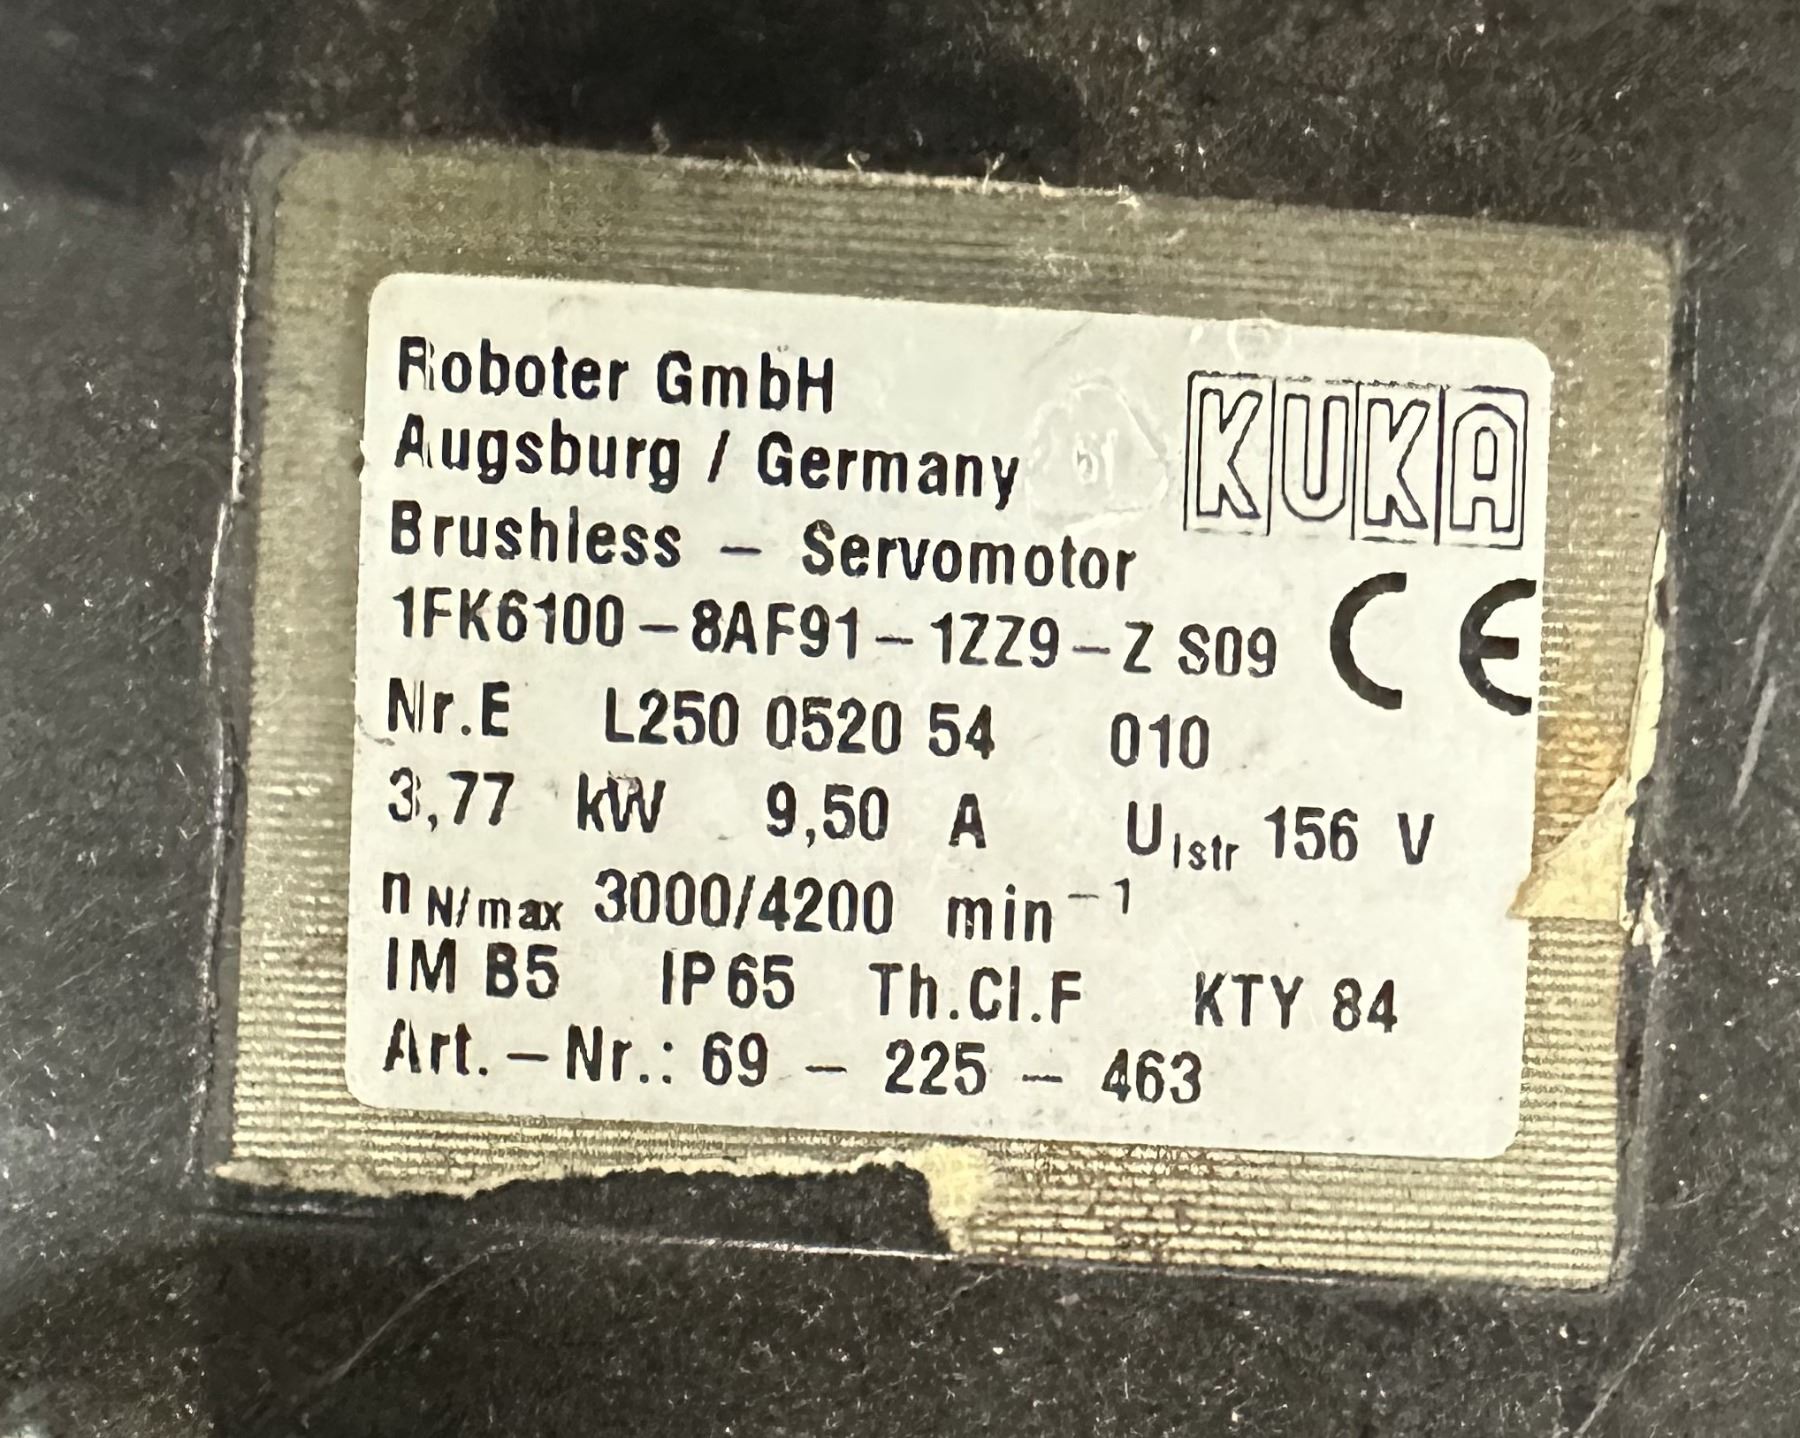 Roboter GmbH
KUKA
Augsburg / Germany
Brushless – Servomotor
1FK6100–8AF91–1ZZ9–Z S09 CE
Nr.E L250 0520 54 010
3,77 kW 9,50 A U Istr 156 V
n N/max 3000/4200 min⁻¹
IM B5 IP65 Th.Cl.F KTY 84
Art.–Nr.: 69 – 225 – 463